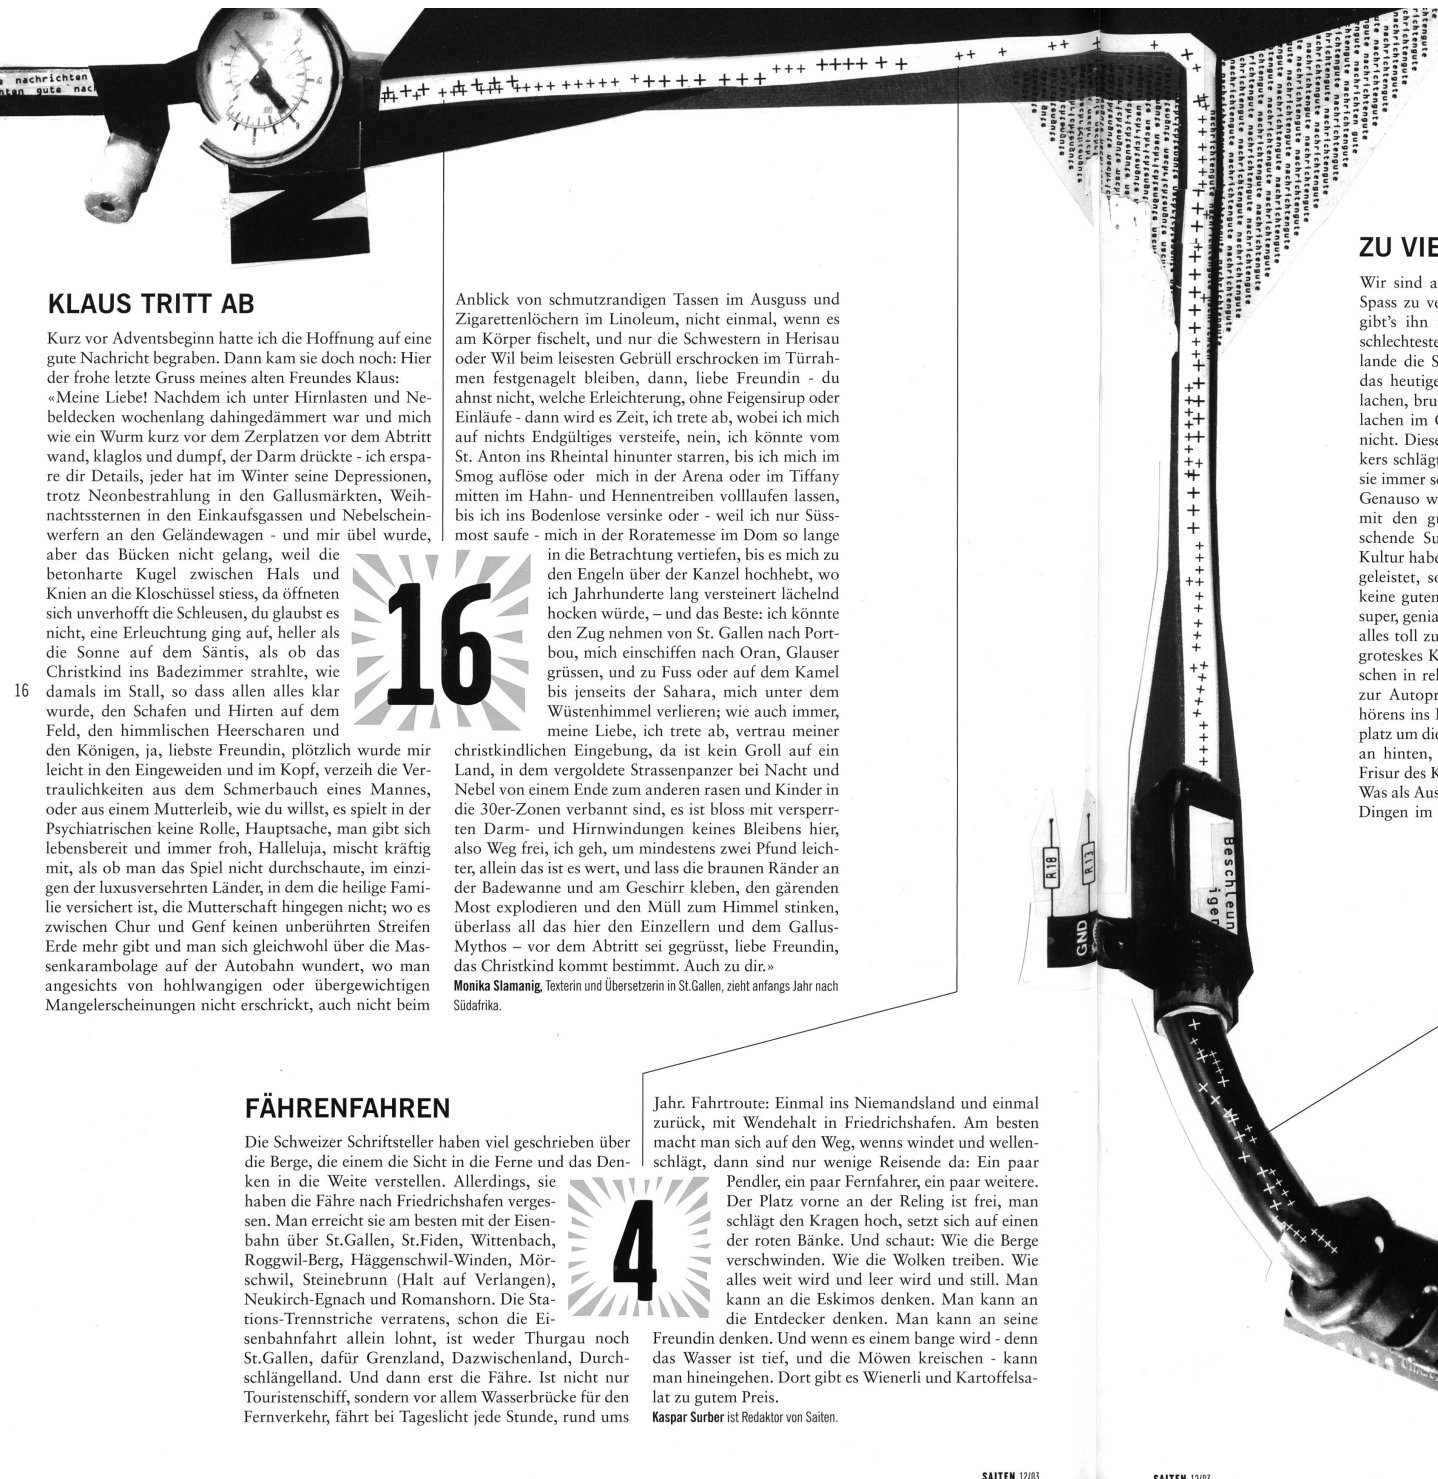 nachrichten
gute
KLAUS TRITT AB
Kurz vor Adventsbeginn hatte ich die Hoffnung auf eine
gute Nachricht begraben. Dann kam sie doch noch: Hier
der frohe letzte Gruss meines alten Freundes Klaus:
«Meine Liebe! Nachdem ich unter Hirnlasten und Ne-
beldecken wochenlang dahingedämmert war und mich
wie ein Wurm kurz vor dem Zerplatzen vor dem Abtritt
wand, klaglos und dumpf, der Darm drückte - ich erspa-
re dir Details, jeder hat im Winter seine Depressionen,
trotz Neonbestrahlung in den Gallusmärkten, Weih-
nachtssternen in den Einkaufsgassen und Nebelschein-
werfern an den Geländewagen - und mir übel wurde,
aber das Bücken nicht gelang, weil die
betonharte Kugel zwischen Hals und
Knien an die Kloschüssel stiess, da öffneten
sich unverhofft die Schleusen, du glaubst es
nicht, eine Erleuchtung ging auf, heller als
die Sonne auf dem Säntis, als ob das
Christkind ins Badezimmer strahlte, wie
damals im Stall, so dass allen alles klar
wurde, den Schafen und Hirten auf dem
Feld, den himmlischen Heerscharen und
den Königen, ja, liebste Freundin, plötzlich wurde mir
leicht in den Eingeweiden und im Kopf, verzeih die Ver-
traulichkeiten aus dem Schmerbauch eines Mannes,
oder aus einem Mutterleib, wie du willst, es spielt in der
Psychiatrischen keine Rolle, Hauptsache, man gibt sich
lebensbereit und immer froh, Halleluja, mischt kräftig
mit, als ob man das Spiel nicht durchschaute, im einzi-
gen der luxusversehrten Länder, in dem die heilige Fami-
lie versichert ist, die Mutterschaft hingegen nicht; wo es
zwischen Chur und Genf keinen unberührten Streifen
Erde mehr gibt und man sich gleichwohl über die Mas-
senkarambolage auf der Autobahn wundert, wo man
angesichts von hohlwangigen oder übergewichtigen
Mangelerscheinungen nicht erschrickt, auch nicht beim
16
16
Anblick von schmutzrandigen Tassen im Ausguss und
Zigarettenlöchern im Linoleum, nicht einmal, wenn es
am Körper fischelt, und nur die Schwestern in Herisau
oder Wil beim leisesten Gebrüll erschrocken im Türrah-
men festgenagelt bleiben, dann, liebe Freundin - du
ahnst nicht, welche Erleichterung, ohne Feigensirup oder
Einläufe - dann wird es Zeit, ich trete ab, wobei ich mich
auf nichts Endgültiges versteife, nein, ich könnte vom
St. Anton ins Rheintal hinunter starren, bis ich mich im
Smog auflöse oder mich in der Arena oder im Tiffany
mitten im Hahn- und Hennentreiben volllaufen lassen,
bis ich ins Bodenlose versinke oder - weil ich nur Süss-
most saufe - mich in der Roratemesse im Dom so lange
in die Betrachtung vertiefen, bis es mich zu
den Engeln über der Kanzel hochhebt, wo
ich Jahrhunderte lang versteinert lächelnd
hocken würde, – und das Beste: ich könnte
den Zug nehmen von St. Gallen nach Port-
bou, mich einschiffen nach Oran, Glauser
grüssen, und zu Fuss oder auf dem Kamel
bis jenseits der Sahara, mich unter dem
Wüstenhimmel verlieren; wie auch immer,
meine Liebe, ich trete ab, vertrau meiner
christkindlichen Eingebung, da ist kein Groll auf ein
Land, in dem vergoldete Strassenpanzer bei Nacht und
Nebel von einem Ende zum anderen rasen und Kinder in
die 30er-Zonen verbannt sind, es ist bloss mit versperr-
ten Darm- und Hirnwindungen keines Bleibens hier,
also Weg frei, ich geh, um mindestens zwei Pfund leich-
ter, allein das ist es wert, und lass die braunen Ränder an
der Badewanne und am Geschirr kleben, den gärenden
Most explodieren und den Müll zum Himmel stinken,
überlass all das hier den Einzellern und dem Gallus-
Mythos – vor dem Abtritt sei gegrüsst, liebe Freundin,
das Christkind kommt bestimmt. Auch zu dir.»
Monika Slamanig, Texterin und Übersetzerin in St.Gallen, zieht anfangs Jahr nach
Südafrika.
FÄHRENFAHREN
Die Schweizer Schriftsteller haben viel geschrieben über
die Berge, die einem die Sicht in die Ferne und das Den-
ken in die Weite verstellen. Allerdings, sie
haben die Fähre nach Friedrichshafen verges-
sen. Man erreicht sie am besten mit der Eisen-
bahn über St.Gallen, St.Fiden, Wittenbach,
Roggwil-Berg, Häggenschwil-Winden, Mör-
schwil, Steinebrunn (Halt auf Verlangen),
Neukirch-Egnach und Romanshorn. Die Sta-
tions-Trennstriche verratens, schon die Ei-
senbahnfahrt allein lohnt, ist weder Thurgau noch
St.Gallen, dafür Grenzland, Dazwischenland, Durch-
schlängelland. Und dann erst die Fähre. Ist nicht nur
Touristenschiff, sondern vor allem Wasserbrücke für den
Fernverkehr, fährt bei Tageslicht jede Stunde, rund ums
4
Jahr. Fahrtroute: Einmal ins Niemandsland und einmal
zurück, mit Wendehalt in Friedrichshafen. Am besten
macht man sich auf den Weg, wenns windet und wellen-
schlägt, dann sind nur wenige Reisende da: Ein paar
Pendler, ein paar Fernfahrer, ein paar weitere.
Der Platz vorne an der Reling ist frei, man
schlägt den Kragen hoch, setzt sich auf einen
der roten Bänke. Und schaut: Wie die Berge
verschwinden. Wie die Wolken treiben. Wie
alles weit wird und leer wird und still. Man
kann an die Eskimos denken. Man kann an
die Entdecker denken. Man kann an seine
Freundin denken. Und wenn es einem bange wird - denn
das Wasser ist tief, und die Möwen kreischen - kann
man hineingehen. Dort gibt es Wienerli und Kartoffelsa-
lat zu gutem Preis.
Kaspar Surber ist Redaktor von Saiten.
R18
R13
GND
Beschleun
igen
ZU VIE
Wir sind a
Spass zu ve
gibt's ihn
schlechteste
lande die S
das heutige
lachen, bru
lachen im
nicht. Diese
kers schlägt
sie immer s
Genauso w
mit den g
schende Su
Kultur habe
geleistet, so
keine guten
super, genia
alles toll zu
groteskes K
schen in rel
zur Autopr
hörens ins
platz um die
an hinten,
Frisur des K
Was als Aus
Dingen im
SAITEN 12/03
SAITEN 12/03